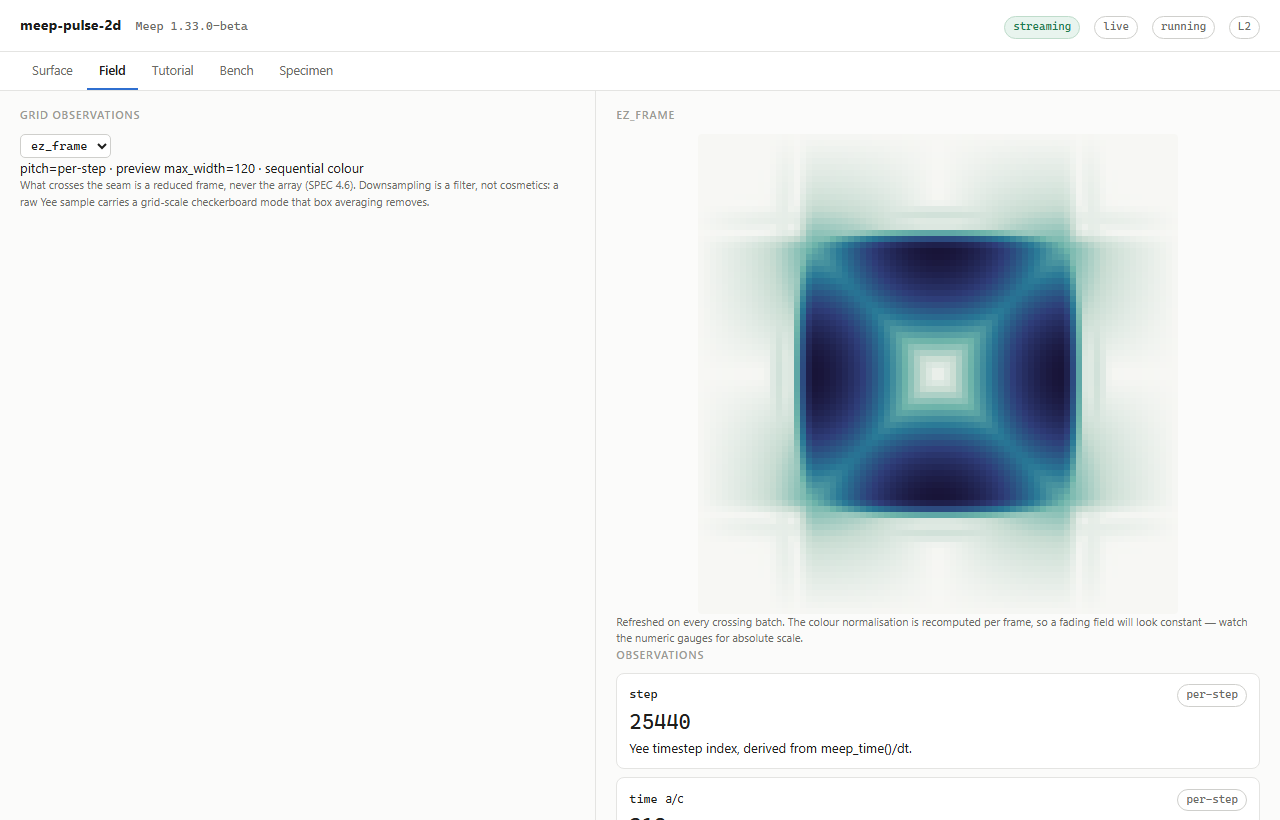 meep-pulse-2d Meep 1.33.0-beta streaming live running L2
Surface Field Tutorial Bench Specimen
GRID OBSERVATIONS
ez_frame
pitch=per-step · preview max_width=120 · sequential colour
What crosses the seam is a reduced frame, never the array (SPEC 4.6). Downsampling is a filter, not cosmetics: a
raw Yee sample carries a grid-scale checkerboard mode that box averaging removes.
EZ_FRAME
Refreshed on every crossing batch. The colour normalisation is recomputed per frame, so a fading field will look constant — watch
the numeric gauges for absolute scale.
OBSERVATIONS
step per-step
25440
Yee timestep index, derived from meep_time()/dt.
time a/c per-step